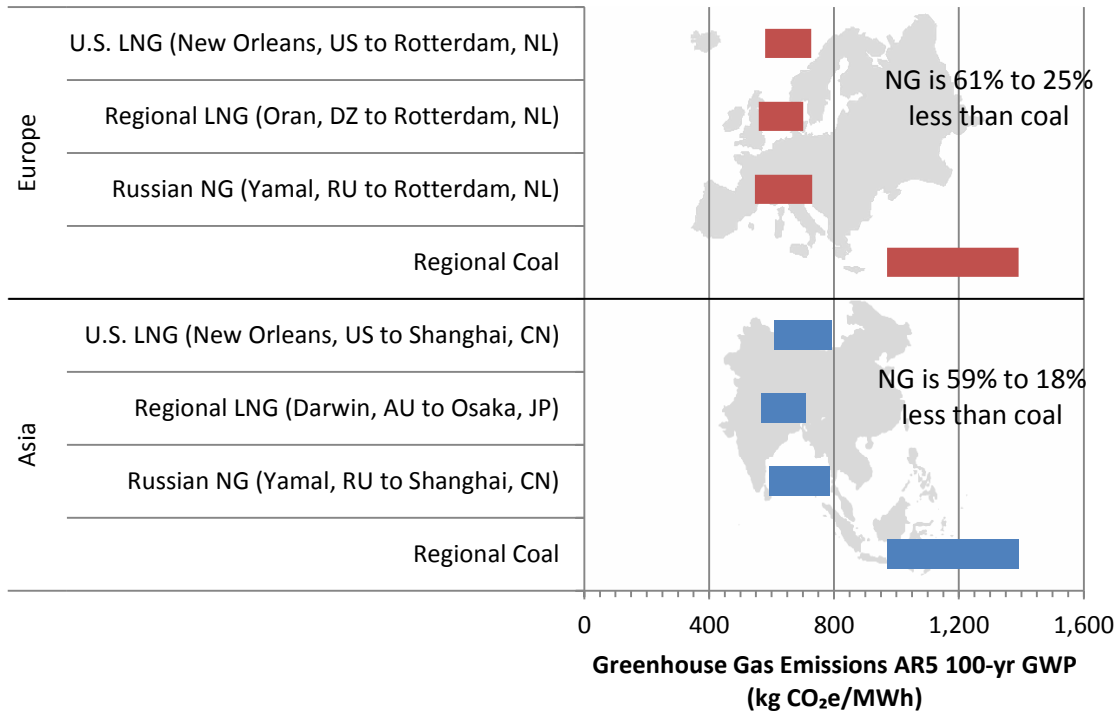 Europe
U.S. LNG (New Orleans, US to Rotterdam, NL)
Regional LNG (Oran, DZ to Rotterdam, NL)
Russian NG (Yamal, RU to Rotterdam, NL)
Regional Coal
NG is 61% to 25%
less than coal
Asia
U.S. LNG (New Orleans, US to Shanghai, CN)
Regional LNG (Darwin, AU to Osaka, JP)
Russian NG (Yamal, RU to Shanghai, CN)
Regional Coal
NG is 59% to 18%
less than coal
0 400 800 1,200 1,600
Greenhouse Gas Emissions AR5 100-yr GWP
(kg CO₂e/MWh)